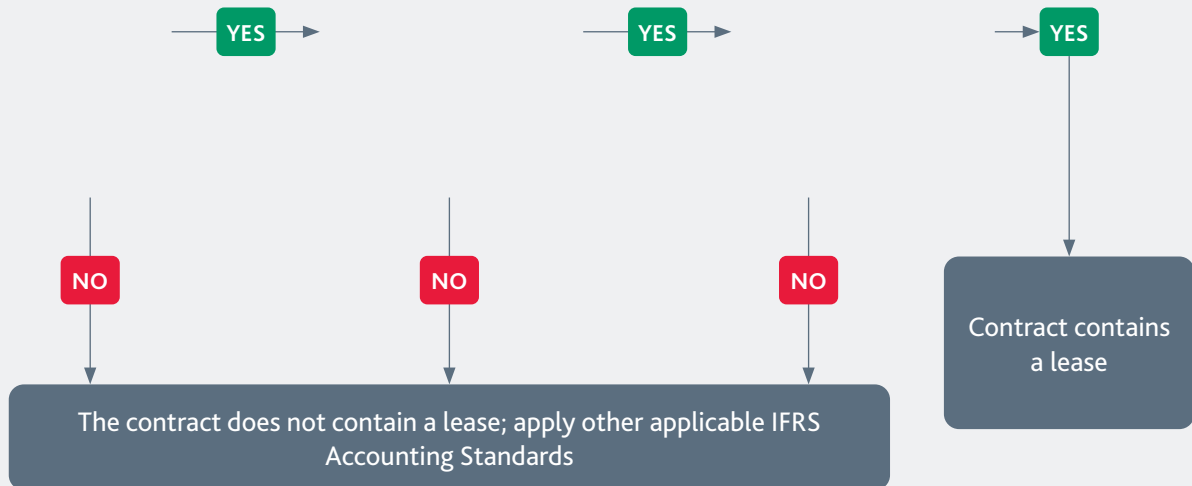 YES
YES
YES
NO
NO
NO
Contract contains
a lease
The contract does not contain a lease; apply other applicable IFRS
Accounting Standards